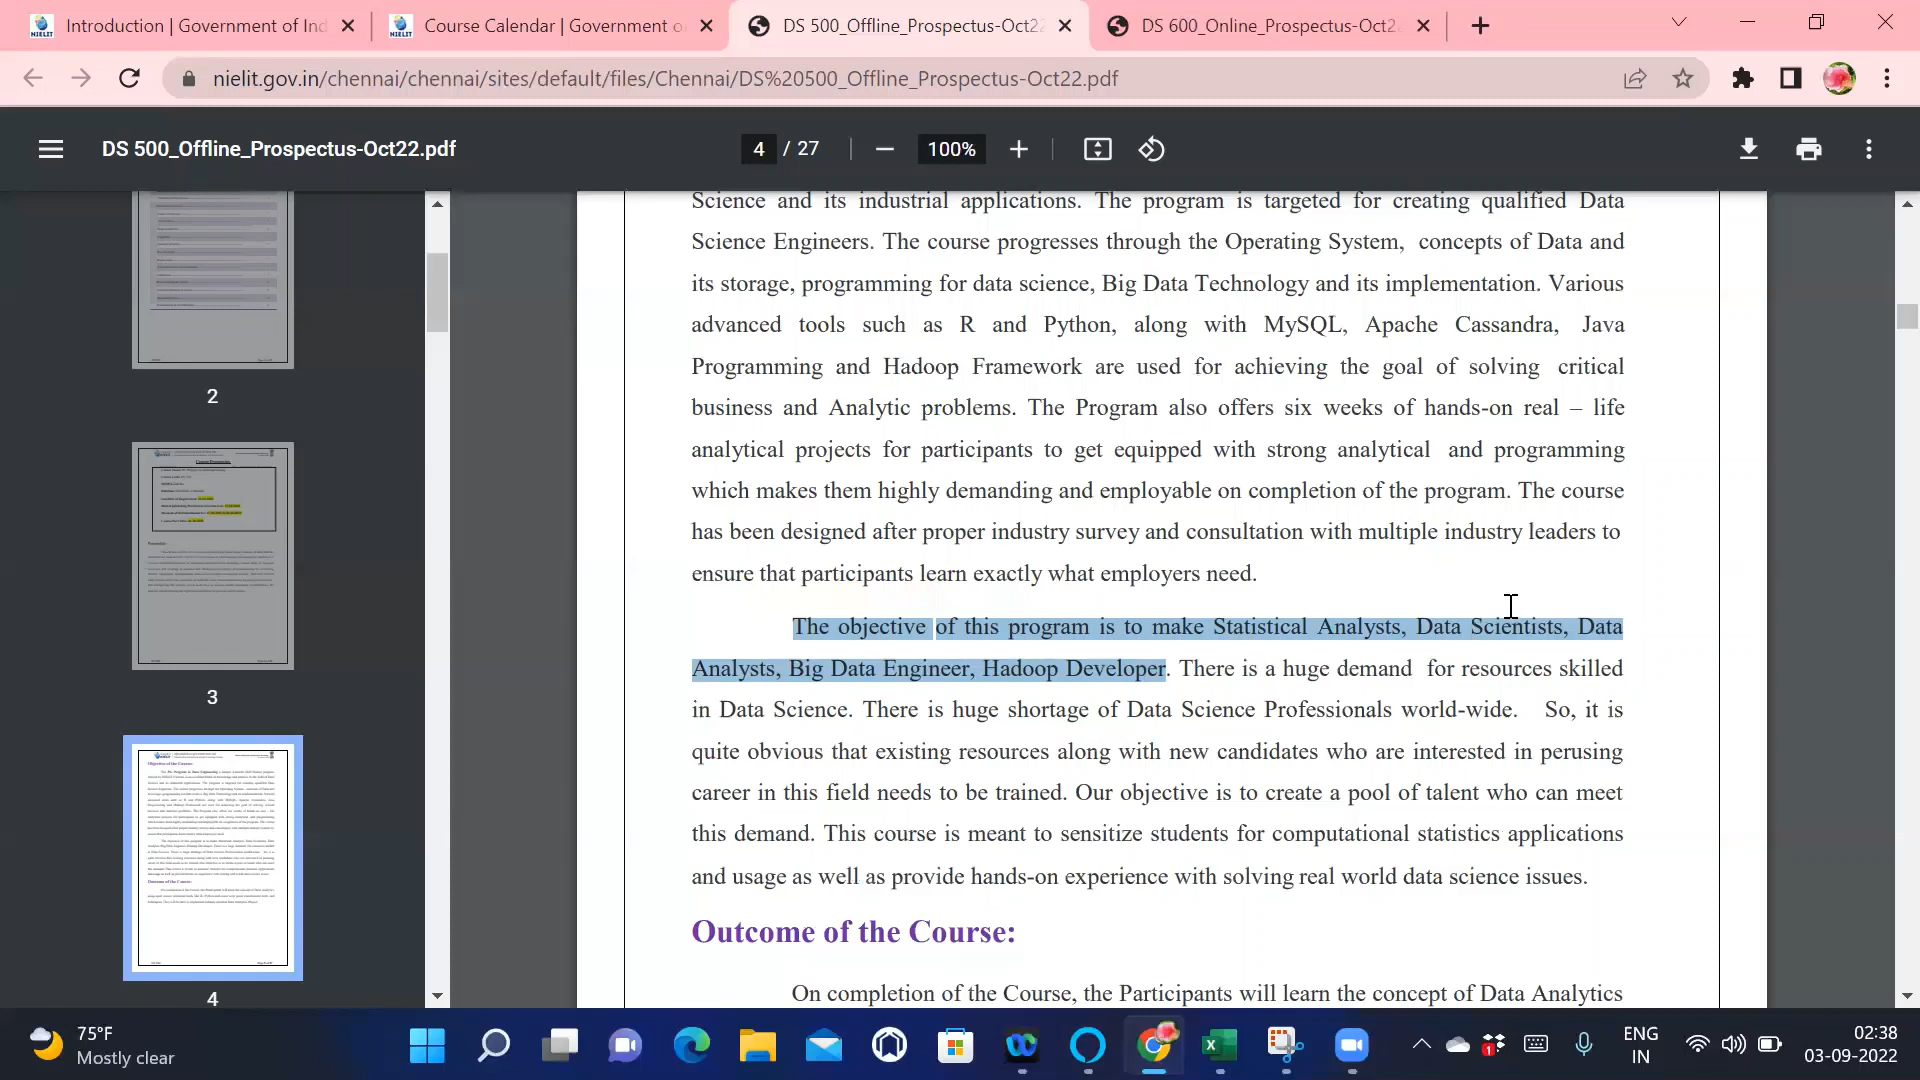 Introduction | Government of Ind
Course Calendar | Government o
DS 500_Offline_Prospectus-Oct22
DS 600_Online_Prospectus-Oct2
nielit.gov.in/chennai/chennai/sites/default/files/Chennai/DS%20500_Offline_Prospectus-Oct22.pdf
DS 500_Offline_Prospectus-Oct22.pdf
4 / 27
100%
2
3
4
Science and its industrial applications. The program is targeted for creating qualified Data
Science Engineers. The course progresses through the Operating System, concepts of Data and
its storage, programming for data science, Big Data Technology and its implementation. Various
advanced tools such as R and Python, along with MySQL, Apache Cassandra, Java
Programming and Hadoop Framework are used for achieving the goal of solving critical
business and Analytic problems. The Program also offers six weeks of hands-on real – life
analytical projects for participants to get equipped with strong analytical and programming
which makes them highly demanding and employable on completion of the program. The course
has been designed after proper industry survey and consultation with multiple industry leaders to
ensure that participants learn exactly what employers need.
The objective of this program is to make Statistical Analysts, Data Scientists, Data
Analysts, Big Data Engineer, Hadoop Developer. There is a huge demand for resources skilled
in Data Science. There is huge shortage of Data Science Professionals world-wide. So, it is
quite obvious that existing resources along with new candidates who are interested in perusing
career in this field needs to be trained. Our objective is to create a pool of talent who can meet
this demand. This course is meant to sensitize students for computational statistics applications
and usage as well as provide hands-on experience with solving real world data science issues.
Outcome of the Course:
On completion of the Course, the Participants will learn the concept of Data Analytics
75°F
Mostly clear
1
ENG
IN
02:38
03-09-2022